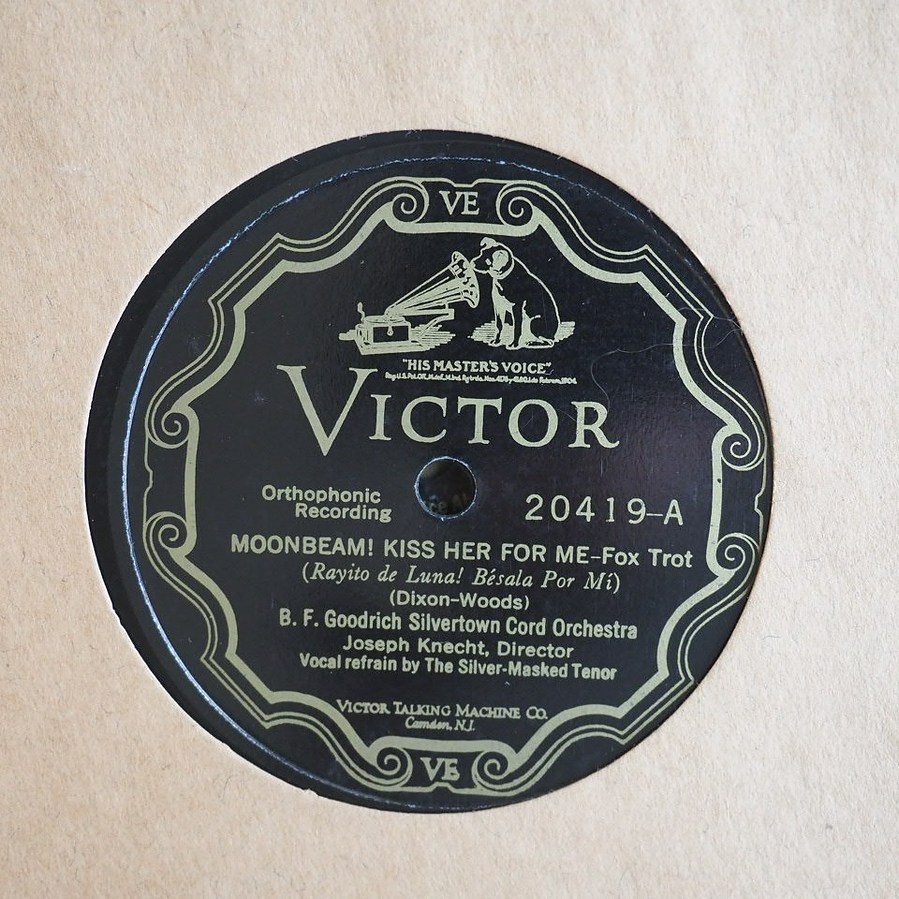 VE
"HIS MASTER'S VOICE"
VICTOR
Orthophonic
Recording
20419-A
MOONBEAM! KISS HER FOR ME-Fox Trot
(Rayito de Luna! Bésala Por Mí)
(Dixon-Woods)
B. F. Goodrich Silvertown Cord Orchestra
Joseph Knecht, Director
Vocal refrain by The Silver-Masked Tenor
VICTOR TALKING MACHINE CO.
Camden, N.J.
VE